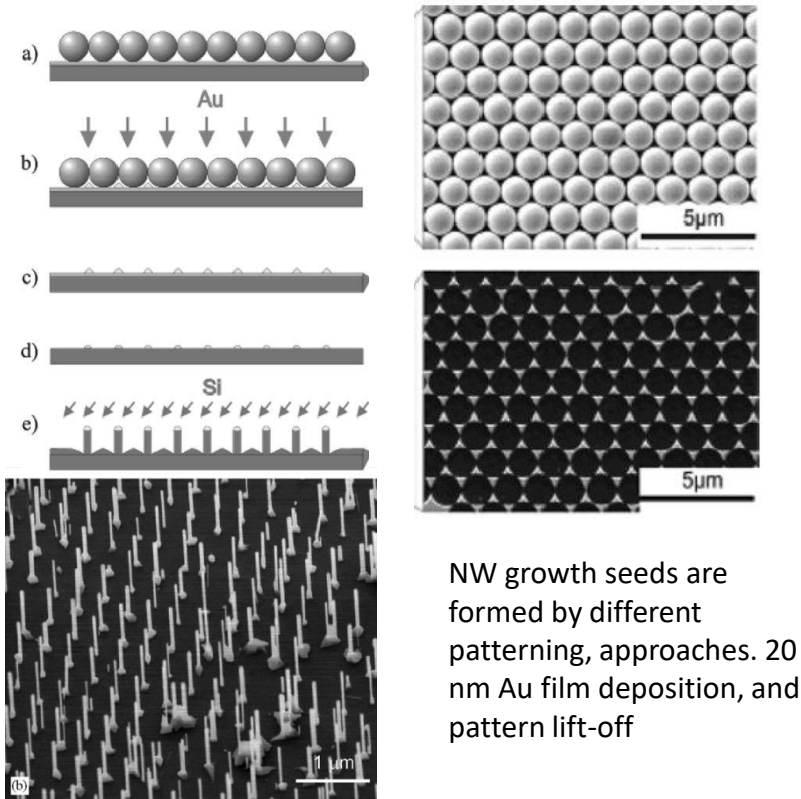 a)
Au
b)
c)
d)
Si
e)
1 μm
(b)
5μm
5μm
NW growth seeds are
formed by different
patterning, approaches. 20
nm Au film deposition, and
pattern lift-off